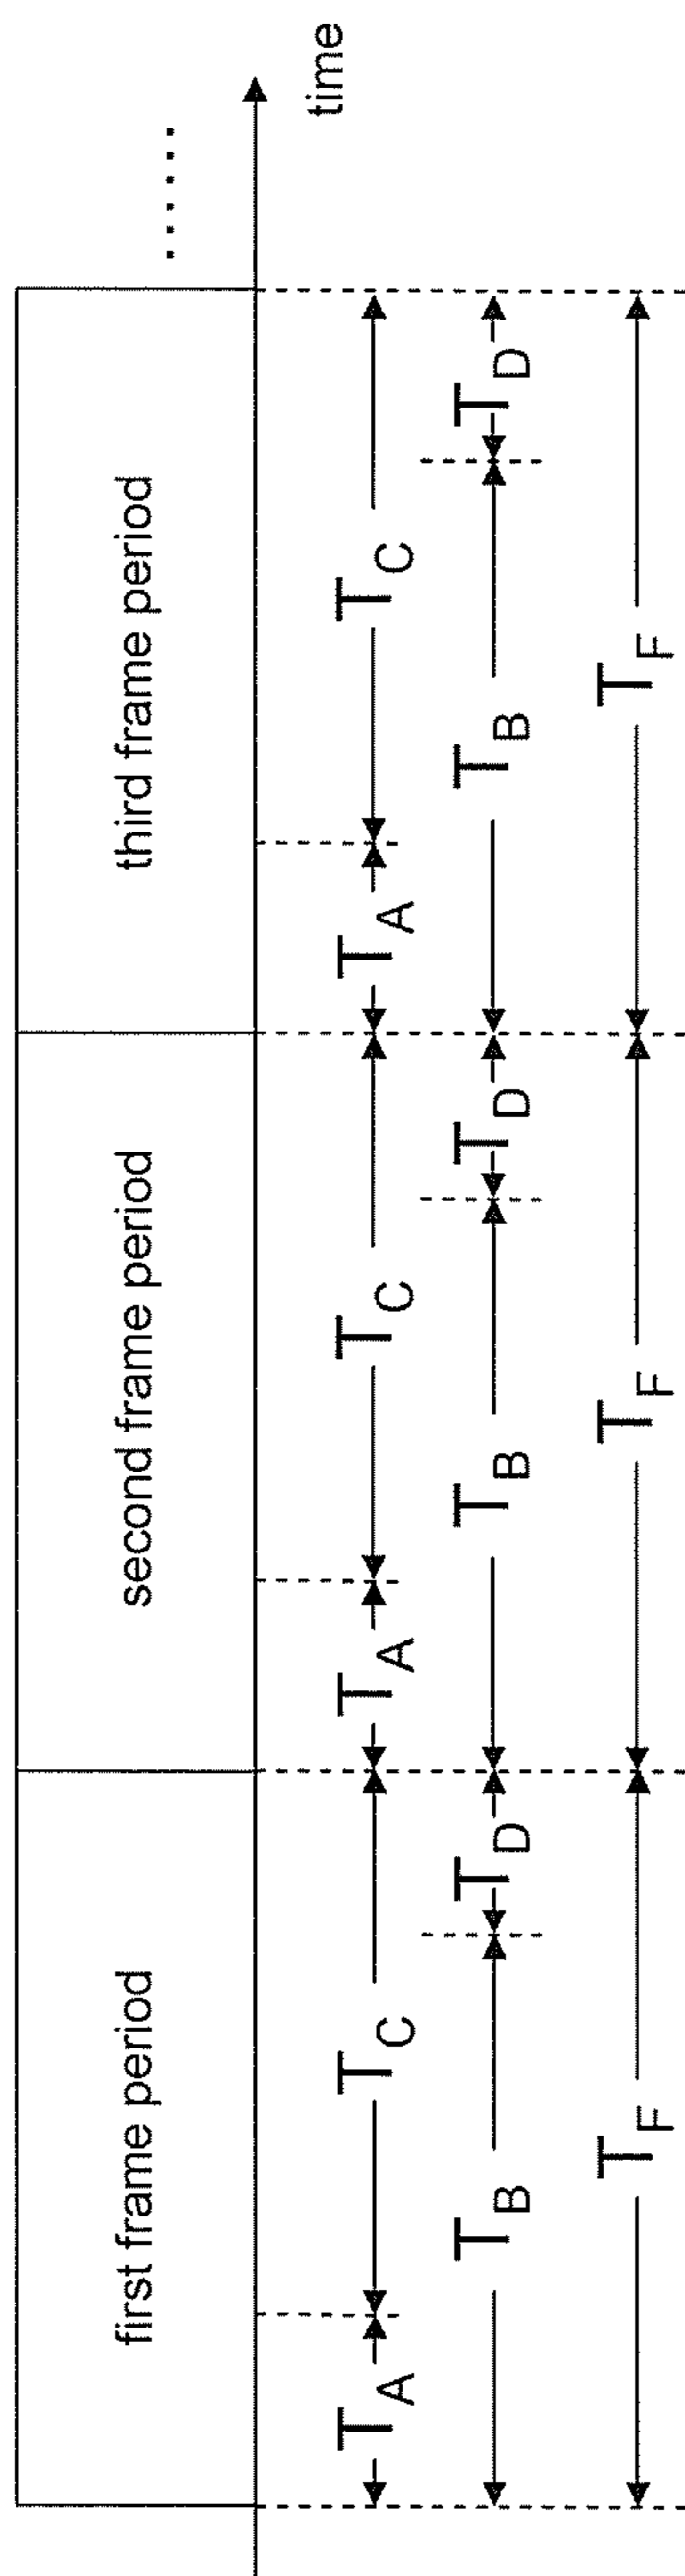 first frame period second frame period third frame period ......
time
TA TC TA TC TA TC
TB TD TB TD TB TD
TF TF TF